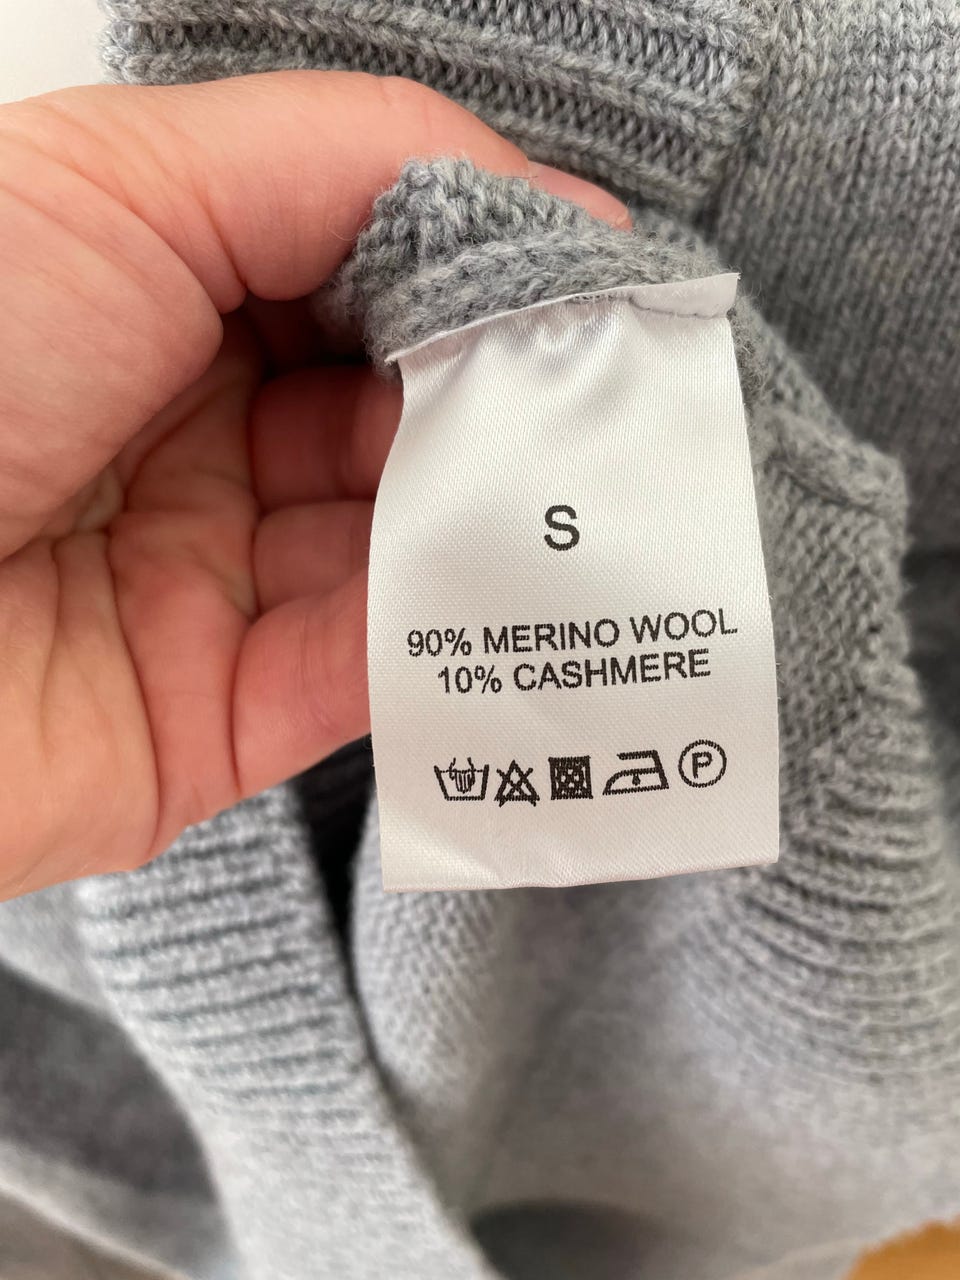 S
90% MERINO WOOL
10% CASHMERE
P